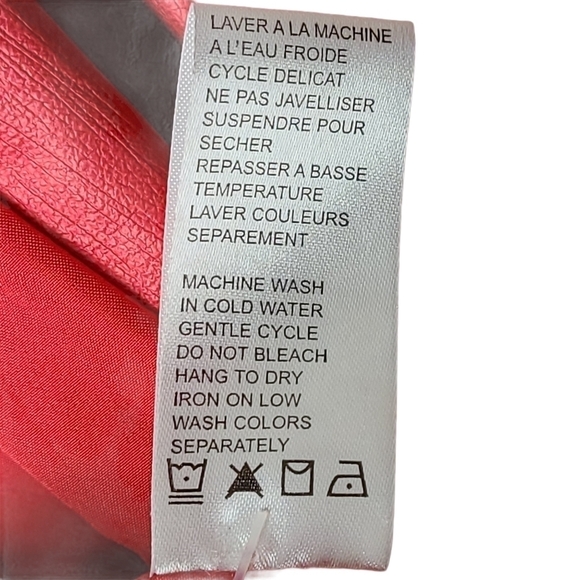 LAVER A LA MACHINE
A L'EAU FROIDE
CYCLE DELICAT
NE PAS JAVELLISER
SUSPENDRE POUR
SECHER
REPASSER A BASSE
TEMPERATURE
LAVER COULEURS
SEPAREMENT
MACHINE WASH
IN COLD WATER
GENTLE CYCLE
DO NOT BLEACH
HANG TO DRY
IRON ON LOW
WASH COLORS
SEPARATELY